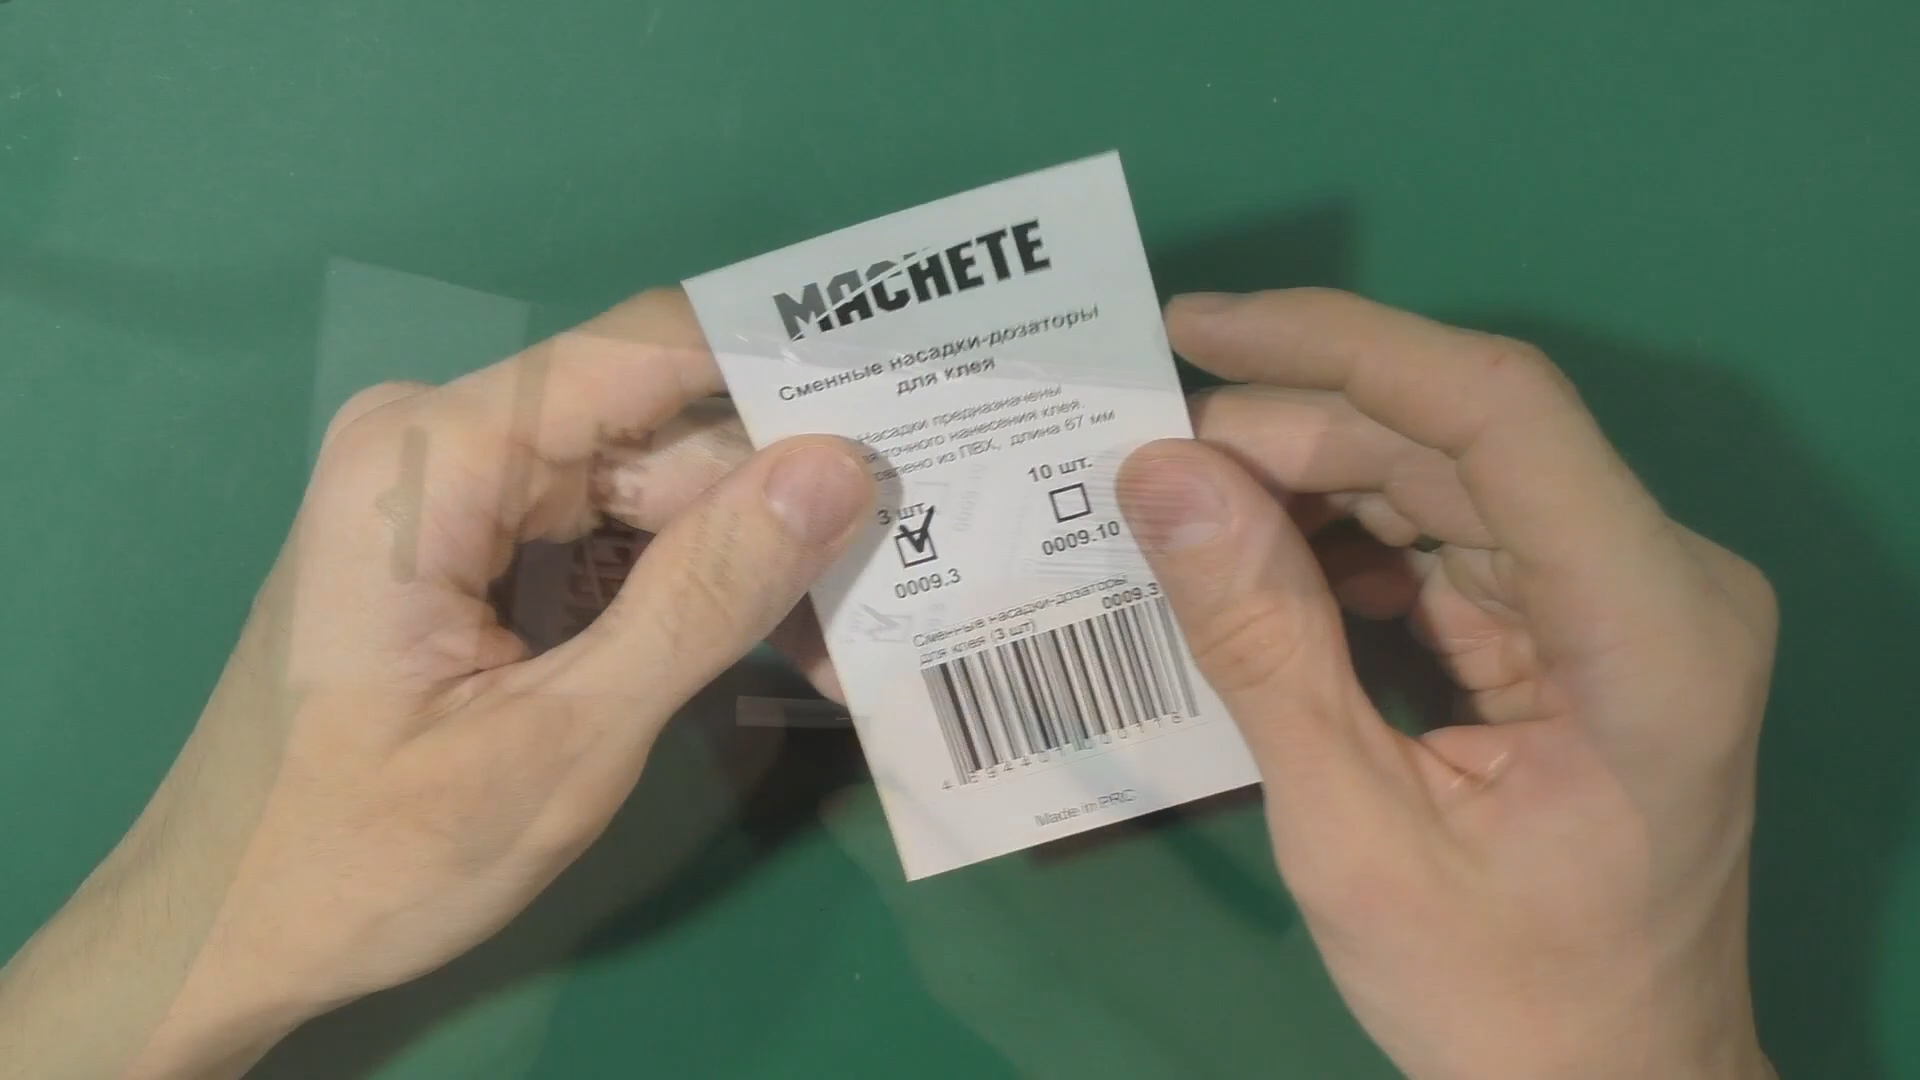 MACHETE
Сменные насадки-дозаторы
для клея
Насадки предназначены
точного нанесения клея.
из ПВХ, длина 67 мм
3 шт. 10 шт.
0009.3 0009.10
Сменные насадки-дозаторы
для клея (3 шт) 0009.3
Made in PRC